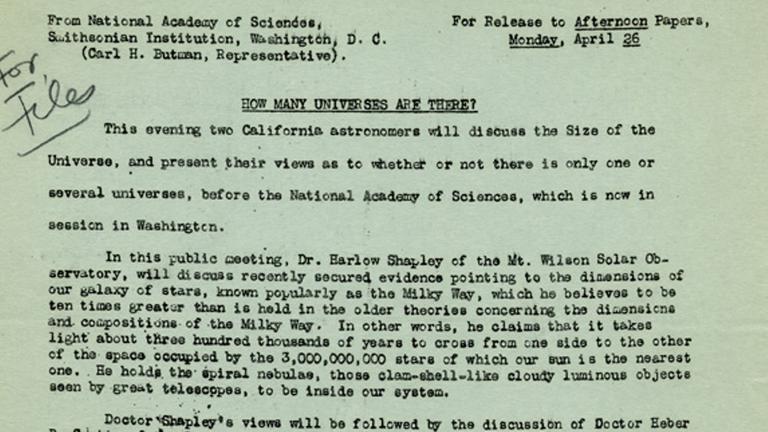 From National Academy of Sciences, For Release to Afternoon Papers,
Smithsonian Institution, Washington, D. C. Monday, April 26
(Carl H. Butman, Representative).
For
Files
HOW MANY UNIVERSES ARE THERE?
This evening two California astronomers will discuss the Size of the
Universe, and present their views as to whether or not there is only one or
several universes, before the National Academy of Sciences, which is now in
session in Washington.
In this public meeting, Dr. Harlow Shapley of the Mt. Wilson Solar Ob-
servatory, will discuss recently secured evidence pointing to the dimensions of
our galaxy of stars, known popularly as the Milky Way, which he believes to be
ten times greater than is held in the older theories concerning the dimensions
and compositions of the Milky Way. In other words, he claims that it takes
light about three hundred thousands of years to cross from one side to the other
of the space occupied by the 3,000,000,000 stars of which our sun is the nearest
one. He holds the spiral nebulae, those clam-shell-like cloudy luminous objects
seen by great telescopes, to be inside our system.
Doctor Shapley's views will be followed by the discussion of Doctor Heber